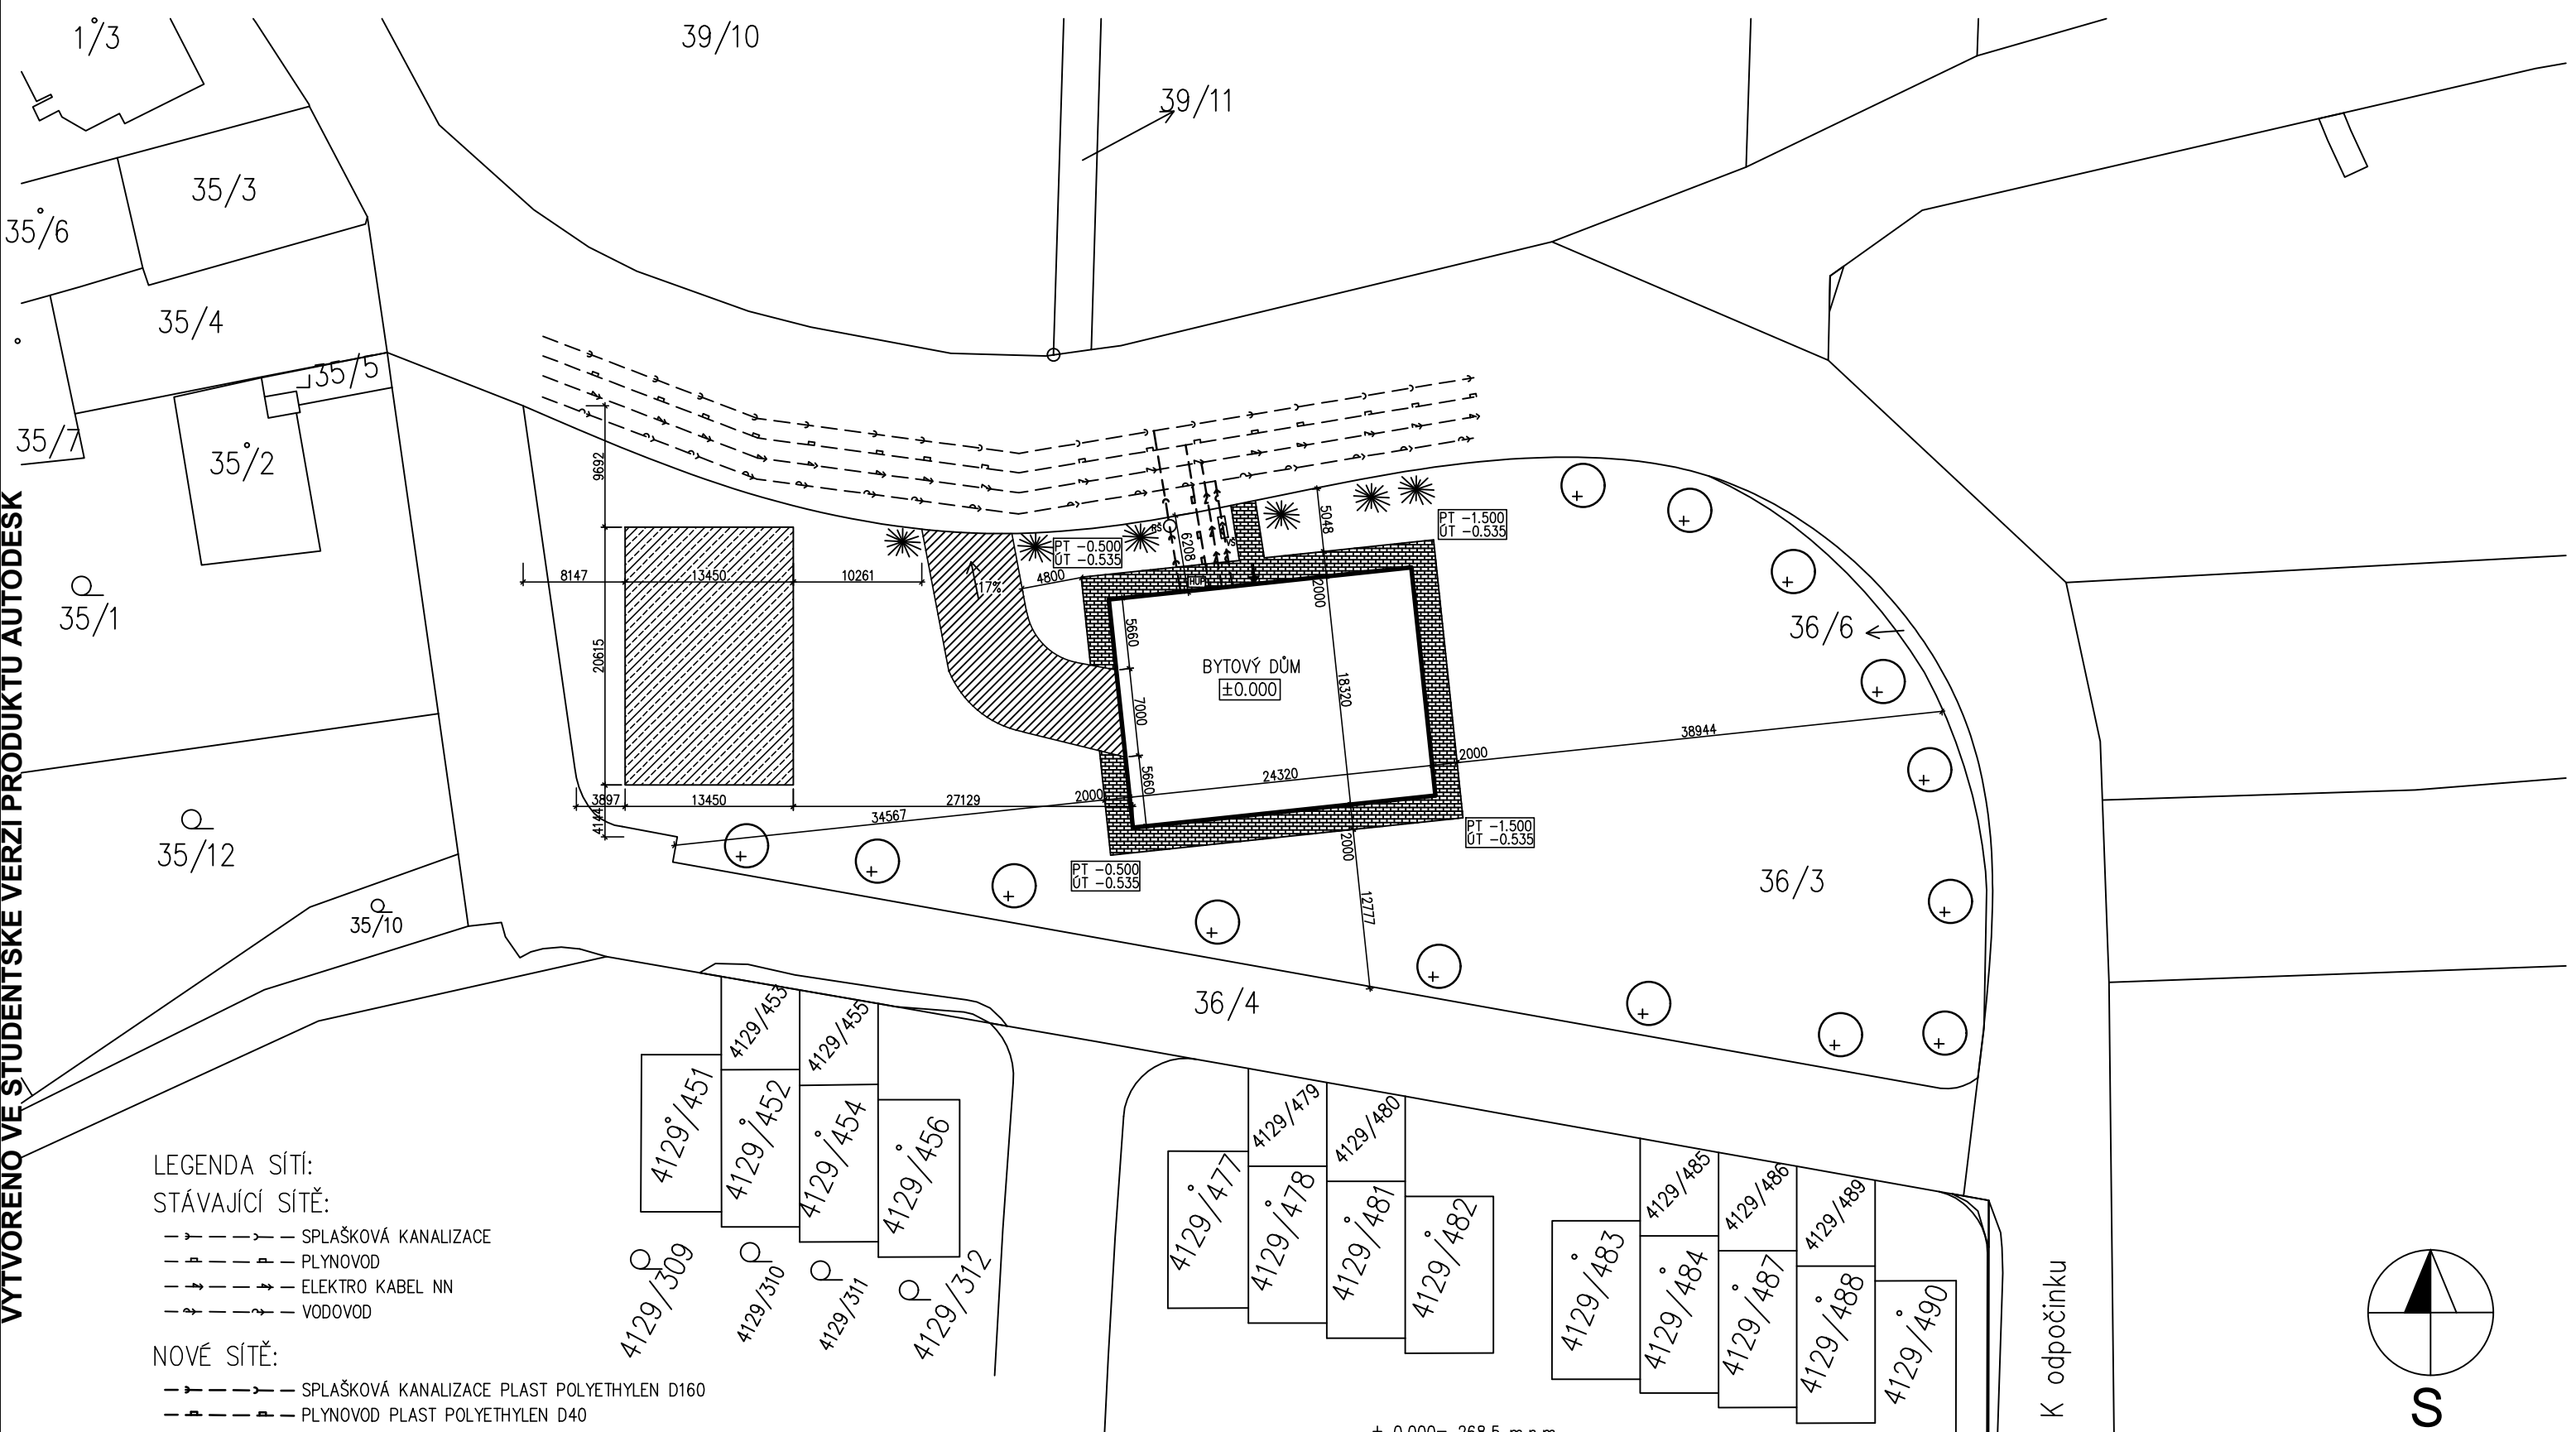 VYTVOŘENO VE STUDENTSKÉ VERZI PRODUKTU AUTODESK
1/3
39/10
39/11
35/3
35/6
35/4
35/5
35/7
35/2
35/1
35/12
35/10
9692
8147
13450
10261
20615
3897
13450
27129
2000
4144
34567
17%
4800
PT -0.500
ÚT -0.535
RŠ
VŠ
6208
HUP
5048
PT -1.500
ÚT -0.535
2000
5660
BYTOVÝ DŮM
±0.000
7000
18320
5660
24320
2000
38944
36/6
36/3
PT -1.500
ÚT -0.535
2000
PT -0.500
ÚT -0.535
12777
36/4
4129/453
4129/455
4129/451
4129/452
4129/454
4129/456
4129/479
4129/480
4129/477
4129/478
4129/481
4129/482
4129/485
4129/486
4129/489
4129/483
4129/484
4129/487
4129/488
4129/490
4129/309
4129/310
4129/311
4129/312
K odpočinku
S
LEGENDA SÍTÍ:
STÁVAJÍCÍ SÍTĚ:
SPLAŠKOVÁ KANALIZACE
PLYNOVOD
ELEKTRO KABEL NN
VODOVOD
NOVÉ SÍTĚ:
SPLAŠKOVÁ KANALIZACE PLAST POLYETHYLEN D160
PLYNOVOD PLAST POLYETHYLEN D40